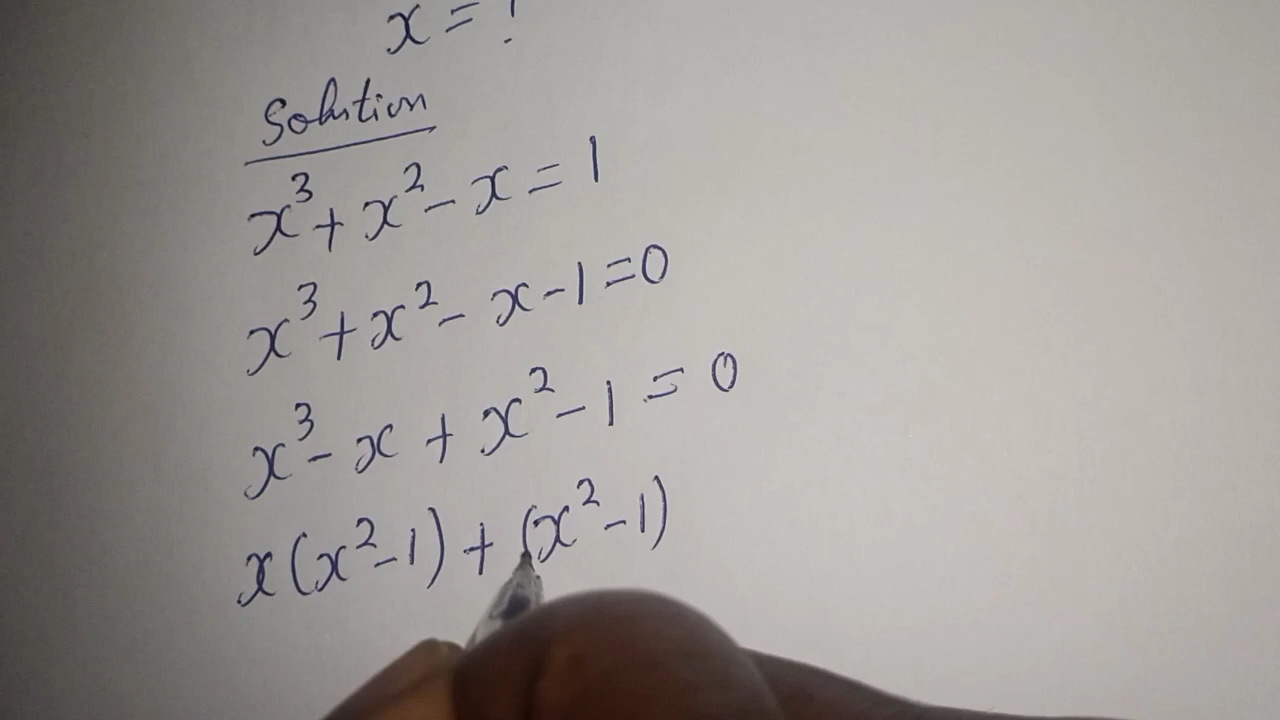 x = ?
Solution
x³ + x² - x = 1
x³ + x² - x - 1 = 0
x³ - x + x² - 1 = 0
x(x² - 1) + (x² - 1)